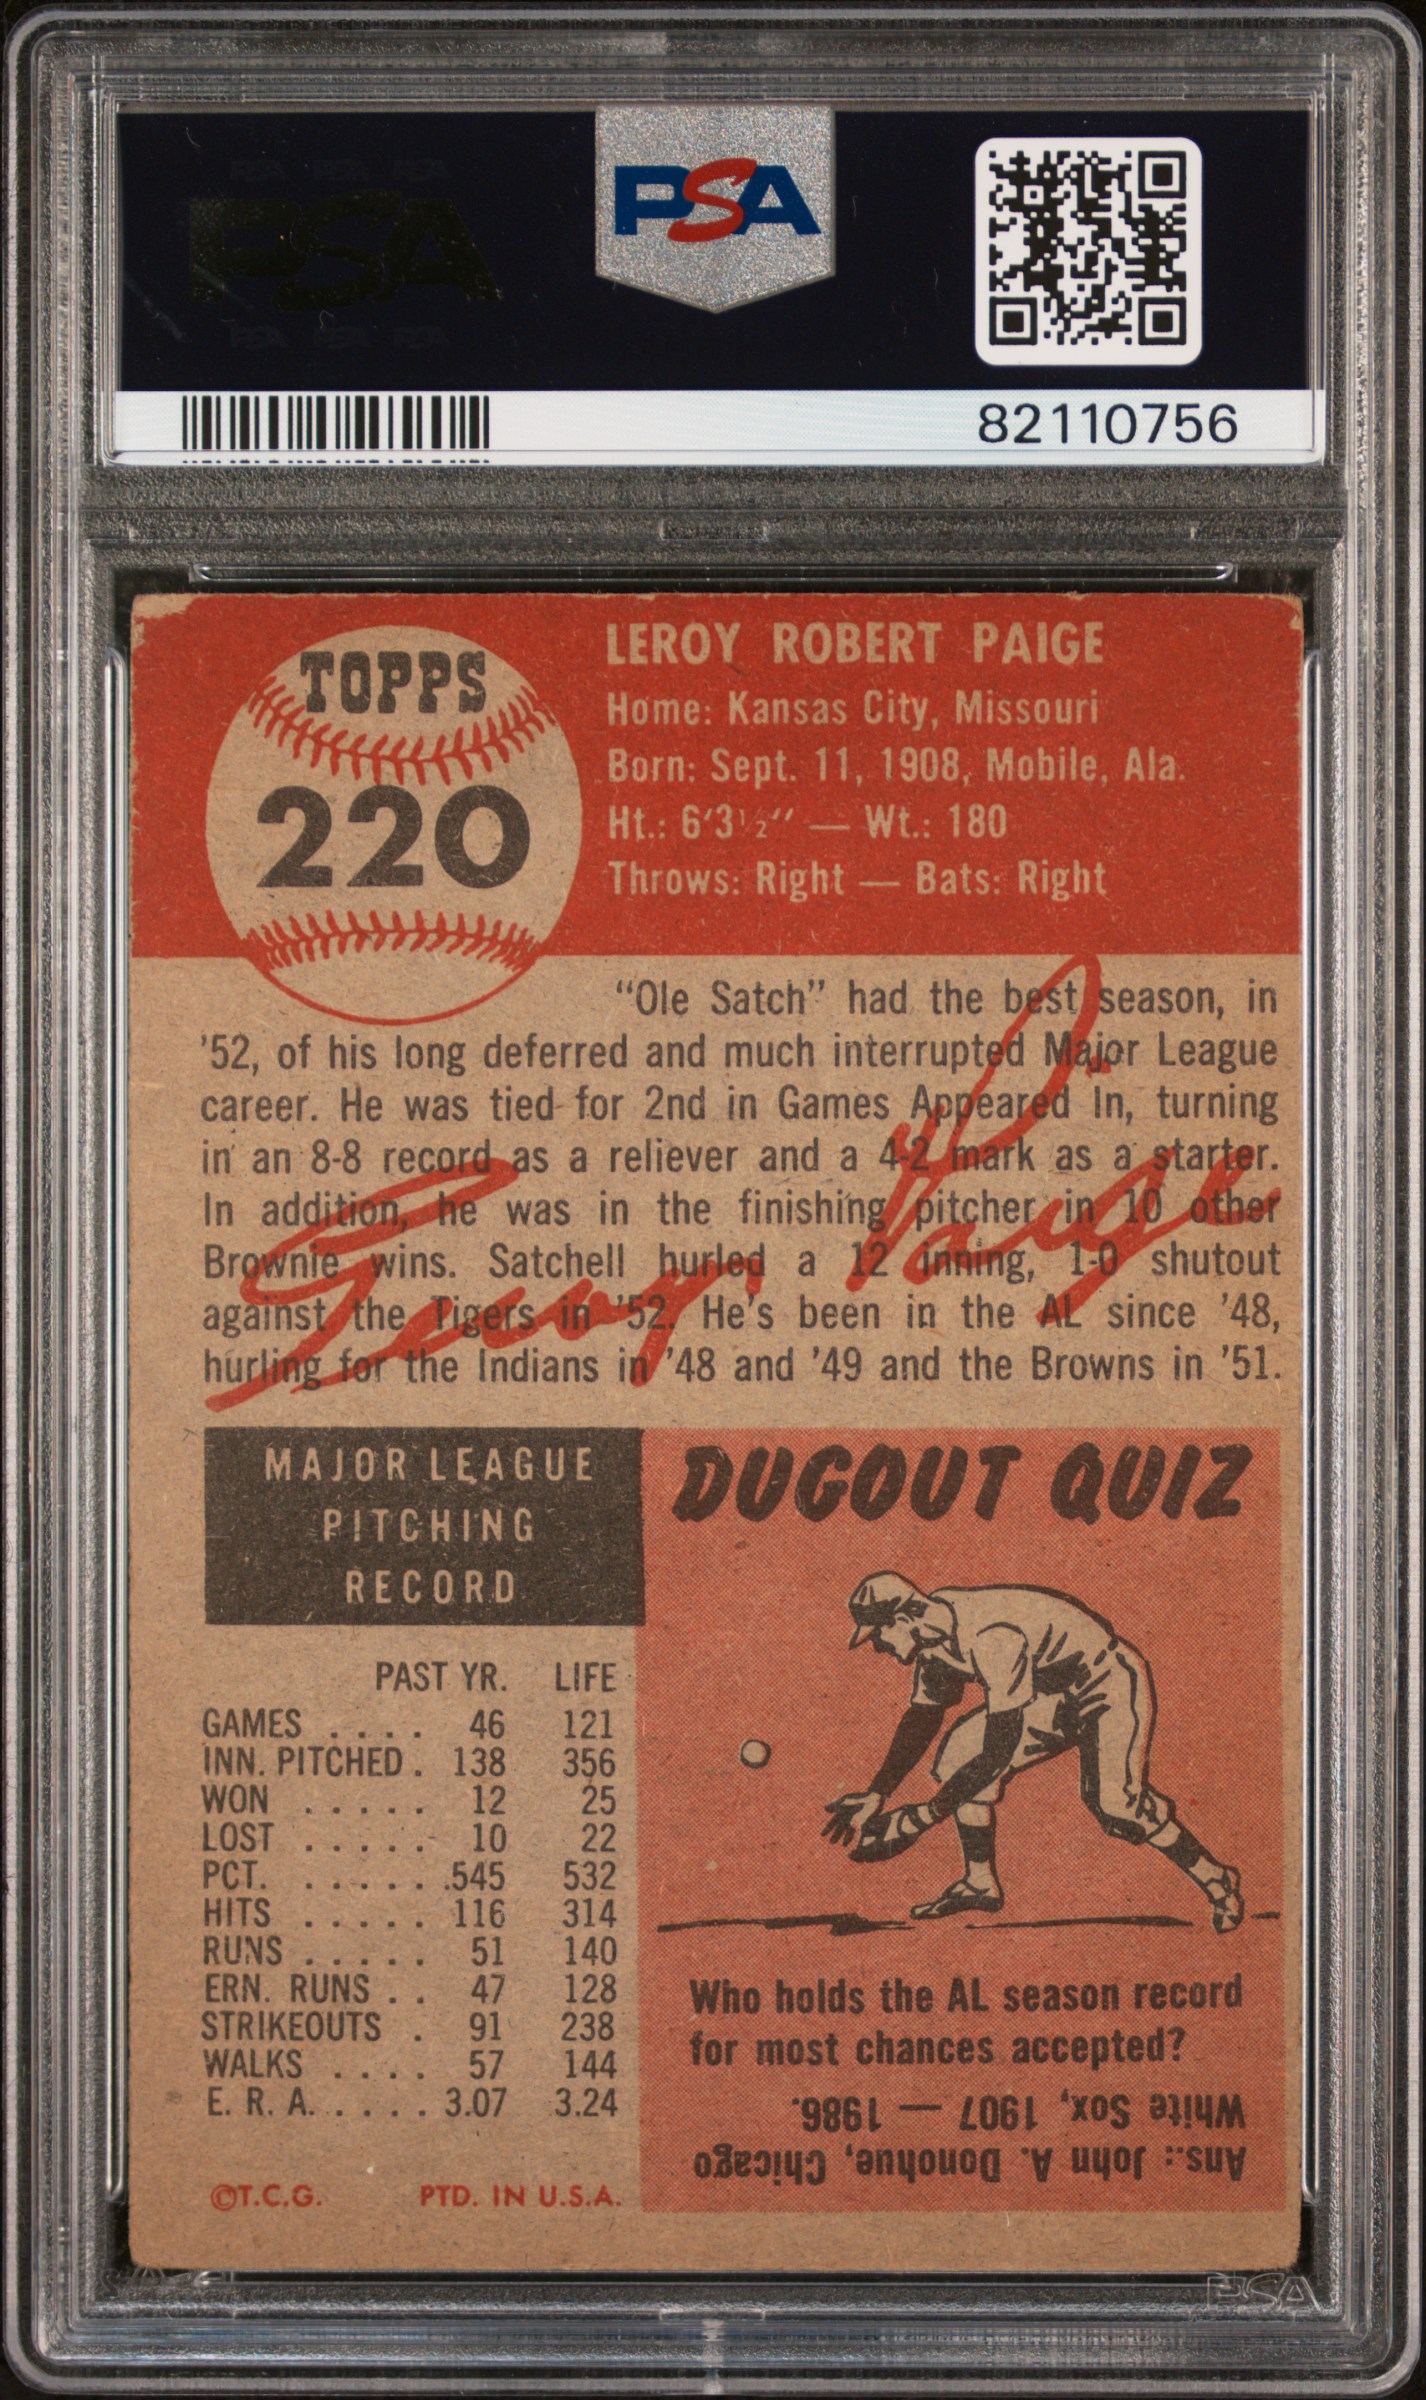 PSA
PSA
82110756
TOPPS
220
LEROY ROBERT PAIGE
Home: Kansas City, Missouri
Born: Sept. 11, 1908, Mobile, Ala.
Ht.: 6'3½" — Wt.: 180
Throws: Right — Bats: Right
"Ole Satch" had the best season, in
'52, of his long deferred and much interrupted Major League
career. He was tied for 2nd in Games Appeared In, turning
in an 8-8 record as a reliever and a 4-2 mark as a starter.
In addition, he was in the finishing pitcher in 10 other
Brownie wins. Satchell hurled a 12 inning, 1-0 shutout
against the Tigers in '52. He's been in the AL since '48,
hurling for the Indians in '48 and '49 and the Browns in '51.
MAJOR LEAGUE
PITCHING
RECORD
PAST YR. LIFE
GAMES .... 46 121
INN. PITCHED . 138 356
WON ..... 12 25
LOST ..... 10 22
PCT. ...... .545 532
HITS ..... 116 314
RUNS ..... 51 140
ERN. RUNS .. 47 128
STRIKEOUTS . 91 238
WALKS .... 57 144
E. R. A. ..... 3.07 3.24
©T.C.G. PTD. IN U.S.A.
DUGOUT QUIZ
Who holds the AL season record
for most chances accepted?
Ans.: John A. Donohue, Chicago
White Sox, 1907 — 1986.
PSA